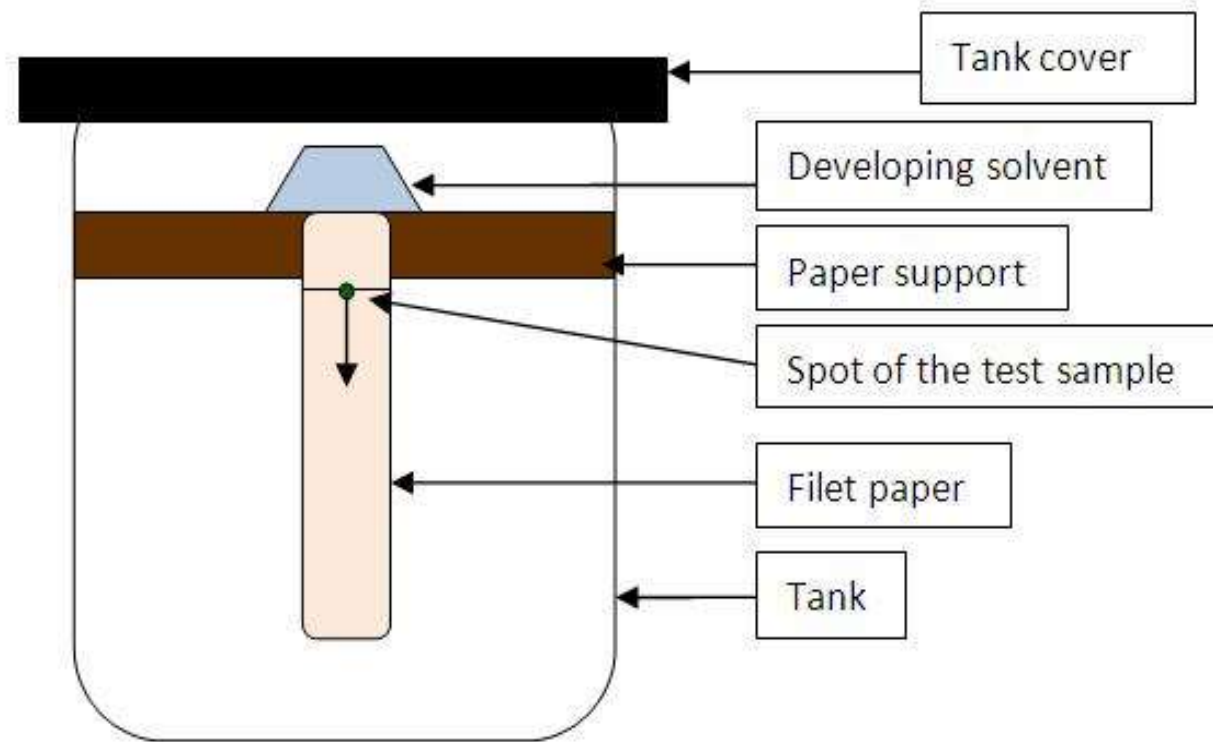 Tank cover
Developing solvent
Paper support
Spot of the test sample
Filet paper
Tank